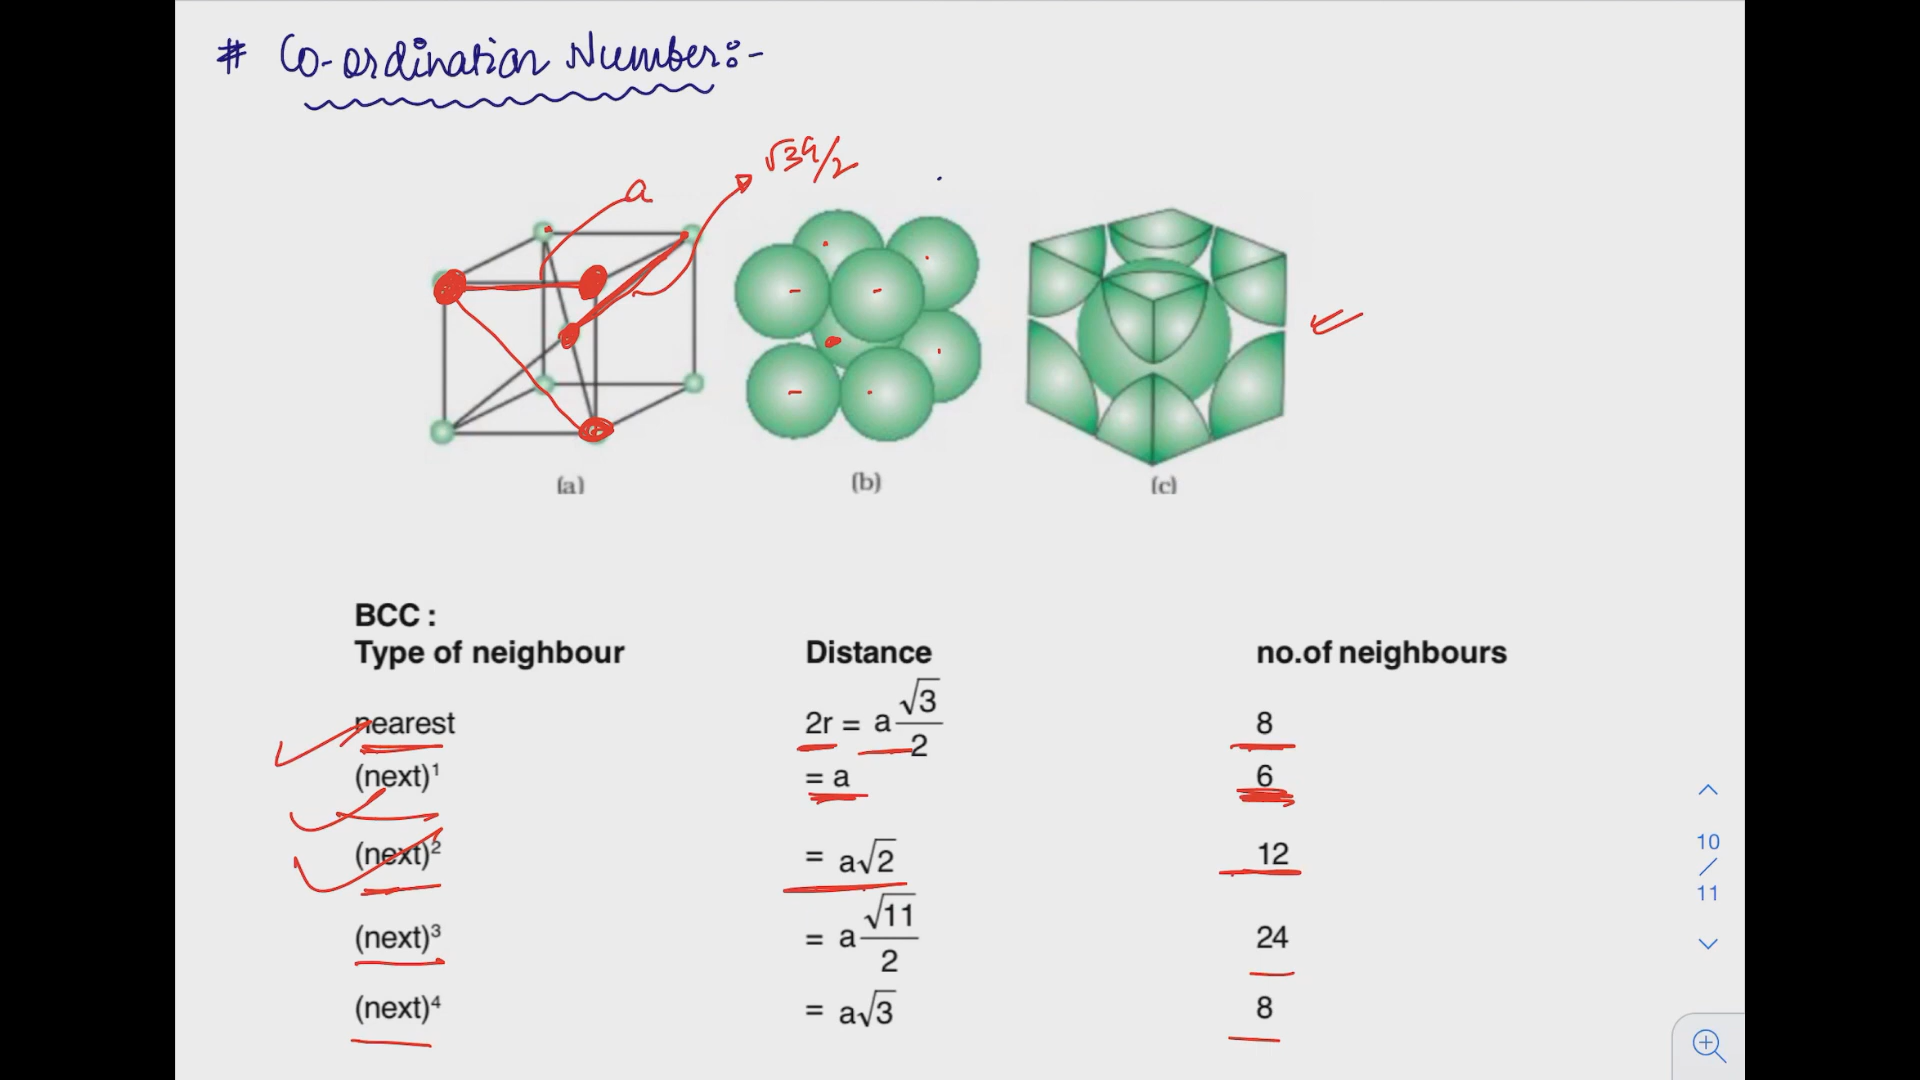 # Co-ordination Number:-
√3a/2
a
(a) (b) (c)
BCC :
Type of neighbour Distance no.of neighbours
nearest 2r = a √3/2 8
(next)¹ = a 6
(next)² = a√2 12
(next)³ = a √11/2 24
(next)⁴ = a√3 8
10
/
11